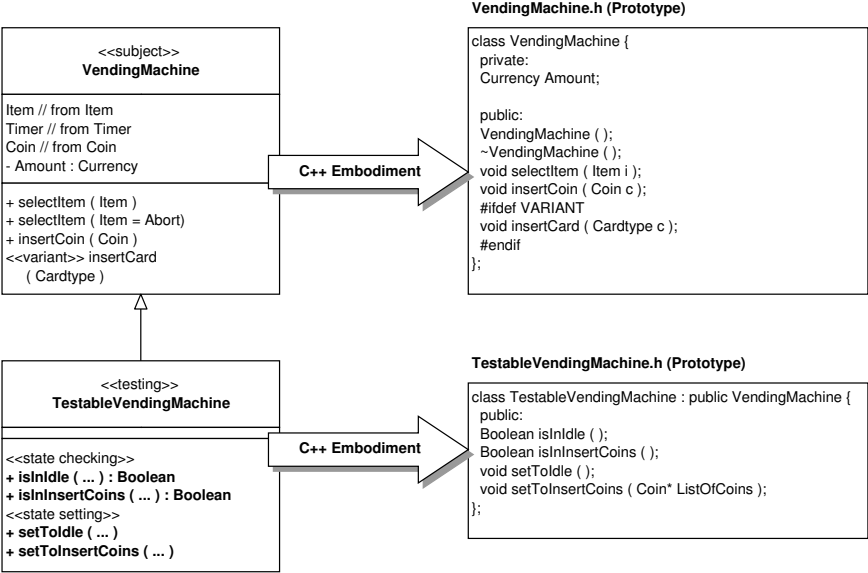 VendingMachine.h (Prototype)
<<subject>>
VendingMachine
Item // from Item
Timer // from Timer
Coin // from Coin
- Amount : Currency
+ selectItem ( Item )
+ selectItem ( Item = Abort)
+ insertCoin ( Coin )
<<variant>> insertCard
( Cardtype )
C++ Embodiment
class VendingMachine {
private:
Currency Amount;
public:
VendingMachine ( );
~VendingMachine ( );
void selectItem ( Item i );
void insertCoin ( Coin c );
#ifdef VARIANT
void insertCard ( Cardtype c );
#endif
};
TestableVendingMachine.h (Prototype)
<<testing>>
TestableVendingMachine
<<state checking>>
+ isInIdle ( ... ) : Boolean
+ isInInsertCoins ( ... ) : Boolean
<<state setting>>
+ setToIdle ( ... )
+ setToInsertCoins ( ... )
C++ Embodiment
class TestableVendingMachine : public VendingMachine {
public:
Boolean isInIdle ( );
Boolean isInInsertCoins ( );
void setToIdle ( );
void setToInsertCoins ( Coin* ListOfCoins );
};